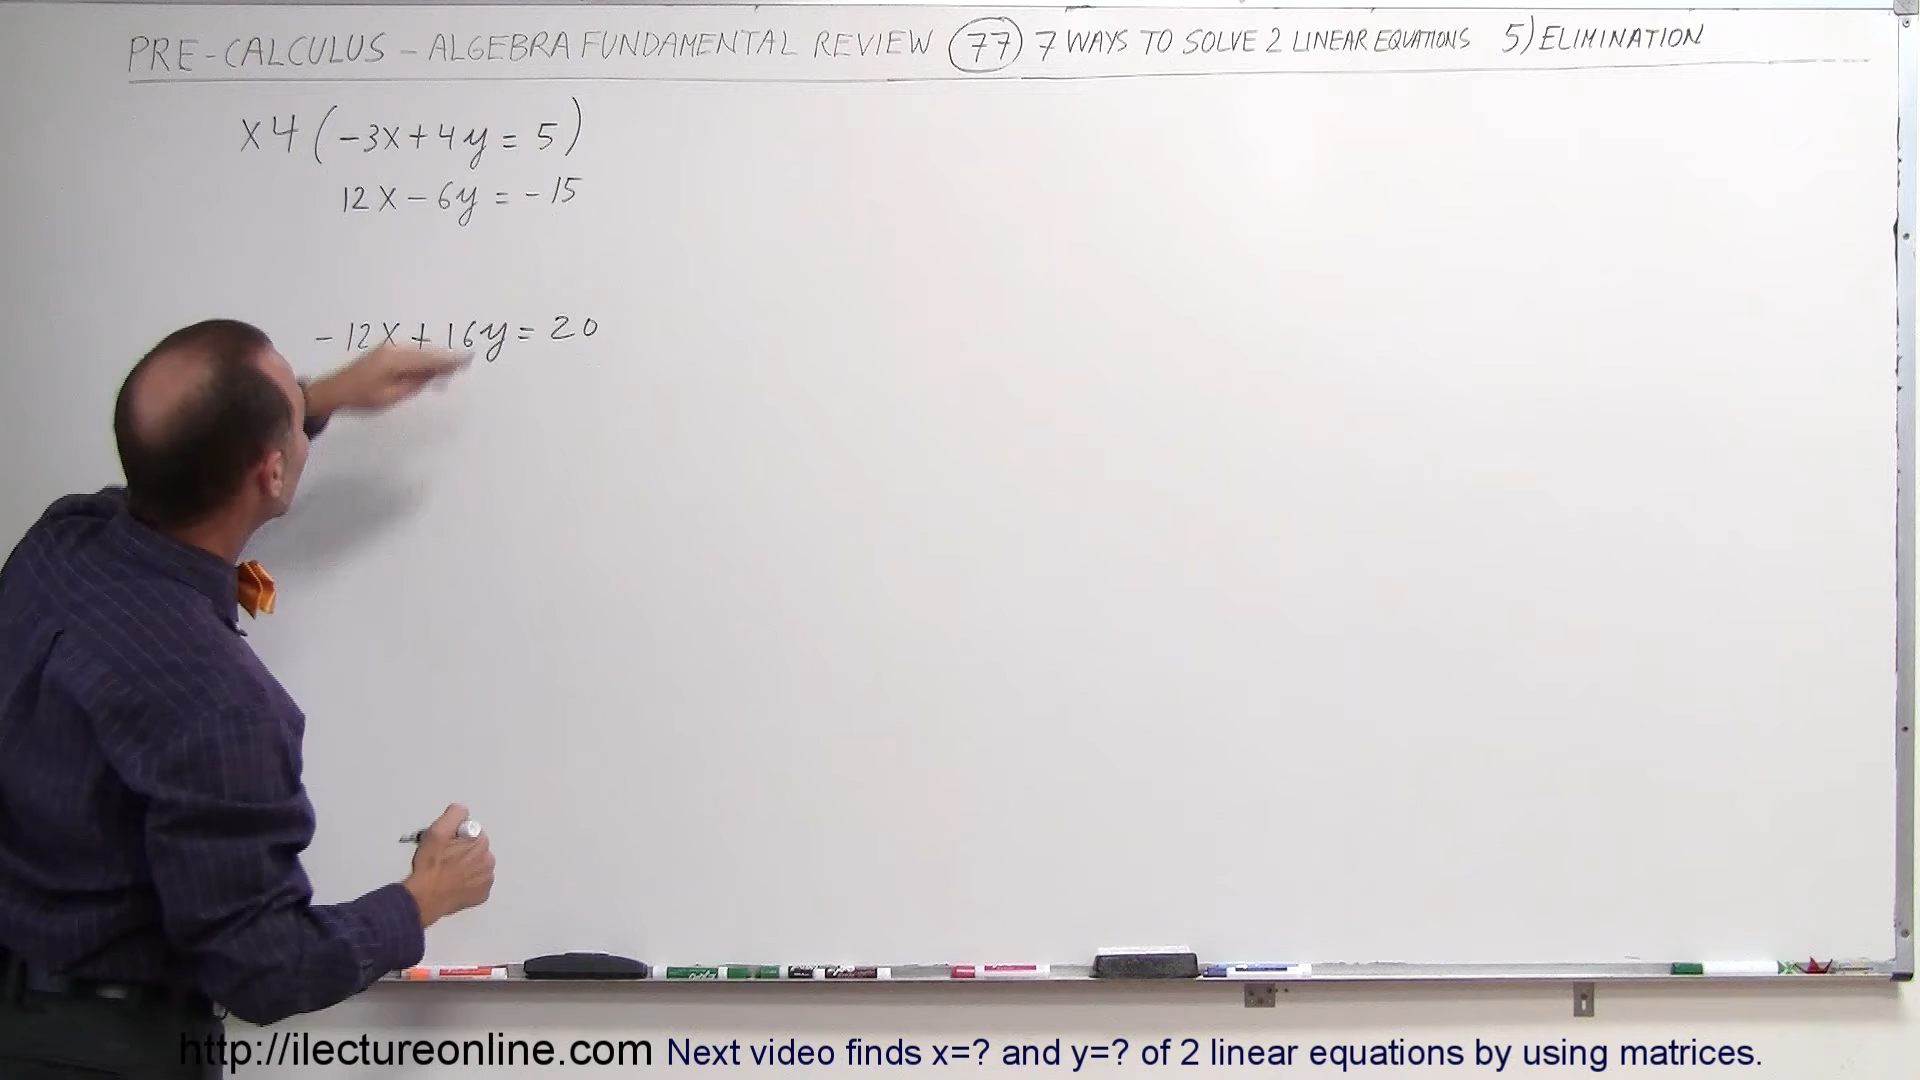 PRE-CALCULUS - ALGEBRA FUNDAMENTAL REVIEW 77 7 WAYS TO SOLVE 2 LINEAR EQUATIONS 5) ELIMINATION
x4 (-3x+4y = 5)
12x - 6y = -15
-12x + 16y = 20
http://ilectureonline.com Next video finds x=? and y=? of 2 linear equations by using matrices.